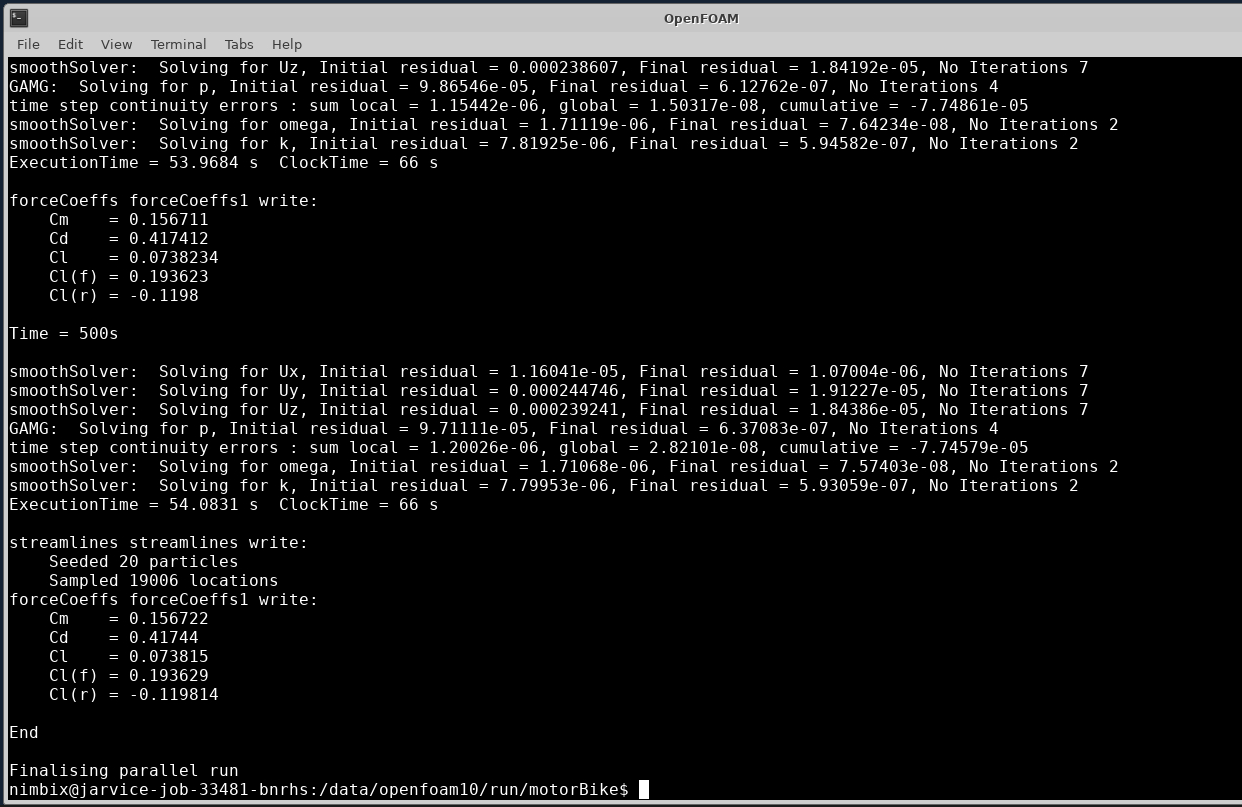 OpenFOAM
File Edit View Terminal Tabs Help
smoothSolver:  Solving for Uz, Initial residual = 0.000238607, Final residual = 1.84192e-05, No Iterations 7
GAMG:  Solving for p, Initial residual = 9.86546e-05, Final residual = 6.12762e-07, No Iterations 4
time step continuity errors : sum local = 1.15442e-06, global = 1.50317e-08, cumulative = -7.74861e-05
smoothSolver:  Solving for omega, Initial residual = 1.71119e-06, Final residual = 7.64234e-08, No Iterations 2
smoothSolver:  Solving for k, Initial residual = 7.81925e-06, Final residual = 5.94582e-07, No Iterations 2
ExecutionTime = 53.9684 s  ClockTime = 66 s

forceCoeffs forceCoeffs1 write:
    Cm    = 0.156711
    Cd    = 0.417412
    Cl    = 0.0738234
    Cl(f) = 0.193623
    Cl(r) = -0.1198

Time = 500s

smoothSolver:  Solving for Ux, Initial residual = 1.16041e-05, Final residual = 1.07004e-06, No Iterations 7
smoothSolver:  Solving for Uy, Initial residual = 0.000244746, Final residual = 1.91227e-05, No Iterations 7
smoothSolver:  Solving for Uz, Initial residual = 0.000239241, Final residual = 1.84386e-05, No Iterations 7
GAMG:  Solving for p, Initial residual = 9.71111e-05, Final residual = 6.37083e-07, No Iterations 4
time step continuity errors : sum local = 1.20026e-06, global = 2.82101e-08, cumulative = -7.74579e-05
smoothSolver:  Solving for omega, Initial residual = 1.71068e-06, Final residual = 7.57403e-08, No Iterations 2
smoothSolver:  Solving for k, Initial residual = 7.79953e-06, Final residual = 5.93059e-07, No Iterations 2
ExecutionTime = 54.0831 s  ClockTime = 66 s

streamlines streamlines write:
    Seeded 20 particles
    Sampled 19006 locations
forceCoeffs forceCoeffs1 write:
    Cm    = 0.156722
    Cd    = 0.41744
    Cl    = 0.073815
    Cl(f) = 0.193629
    Cl(r) = -0.119814

End

Finalising parallel run
nimbix@jarvice-job-33481-bnrhs:/data/openfoam10/run/motorBike$